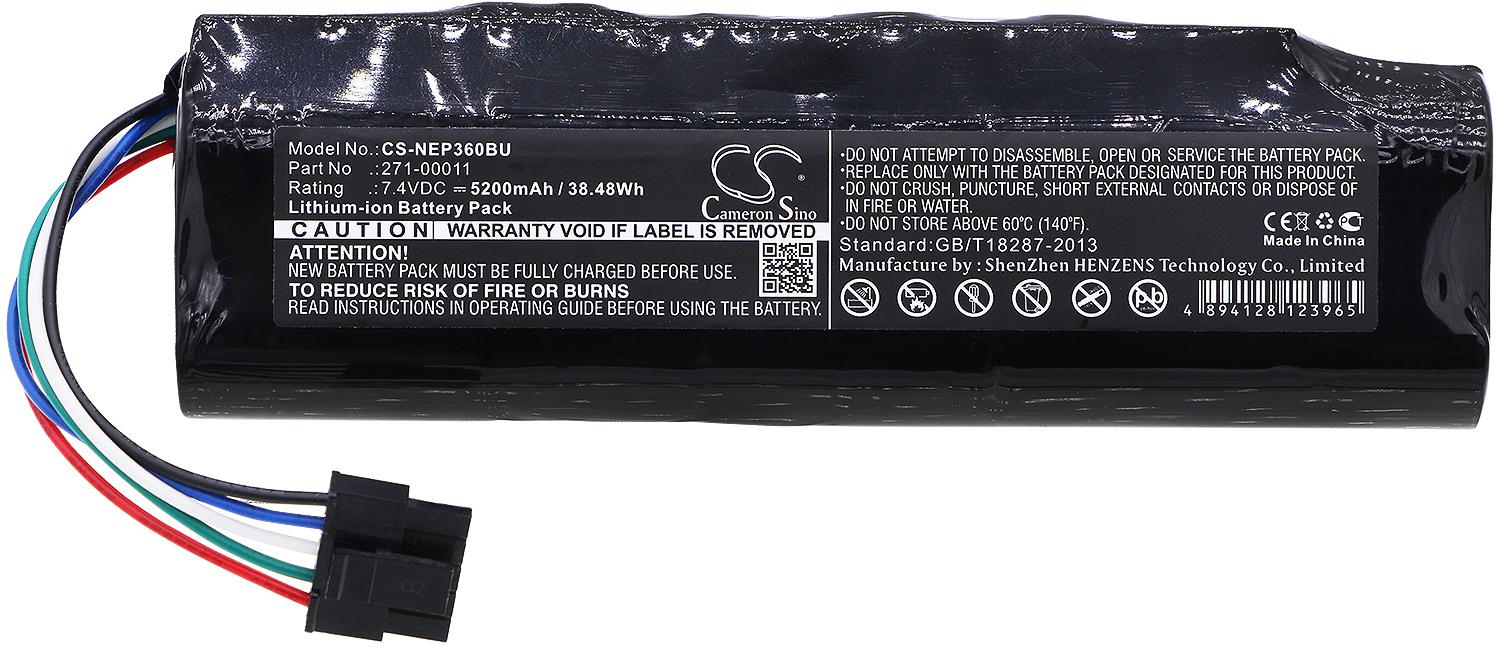 Model No.:CS-NEP360BU
Part No .:271-00011
Rating .:7.4VDC ⎓ 5200mAh / 38.48Wh
Lithium-ion Battery Pack
CS
Cameron Sino
CAUTION WARRANTY VOID IF LABEL IS REMOVED
ATTENTION!
NEW BATTERY PACK MUST BE FULLY CHARGED BEFORE USE.
TO REDUCE RISK OF FIRE OR BURNS
READ INSTRUCTIONS IN OPERATING GUIDE BEFORE USING THE BATTERY.
•DO NOT ATTEMPT TO DISASSEMBLE, OPEN OR SERVICE THE BATTERY PACK.
•REPLACE ONLY WITH THE BATTERY PACK DESIGNATED FOR THIS PRODUCT.
•DO NOT CRUSH, PUNCTURE, SHORT EXTERNAL CONTACTS OR DISPOSE OF
IN FIRE OR WATER.
•DO NOT STORE ABOVE 60℃ (140℉).
CE
Standard:GB/T18287-2013
Made In China
Manufacture by : ShenZhen HENZENS Technology Co., Limited
Pb
4 894128 123965
8